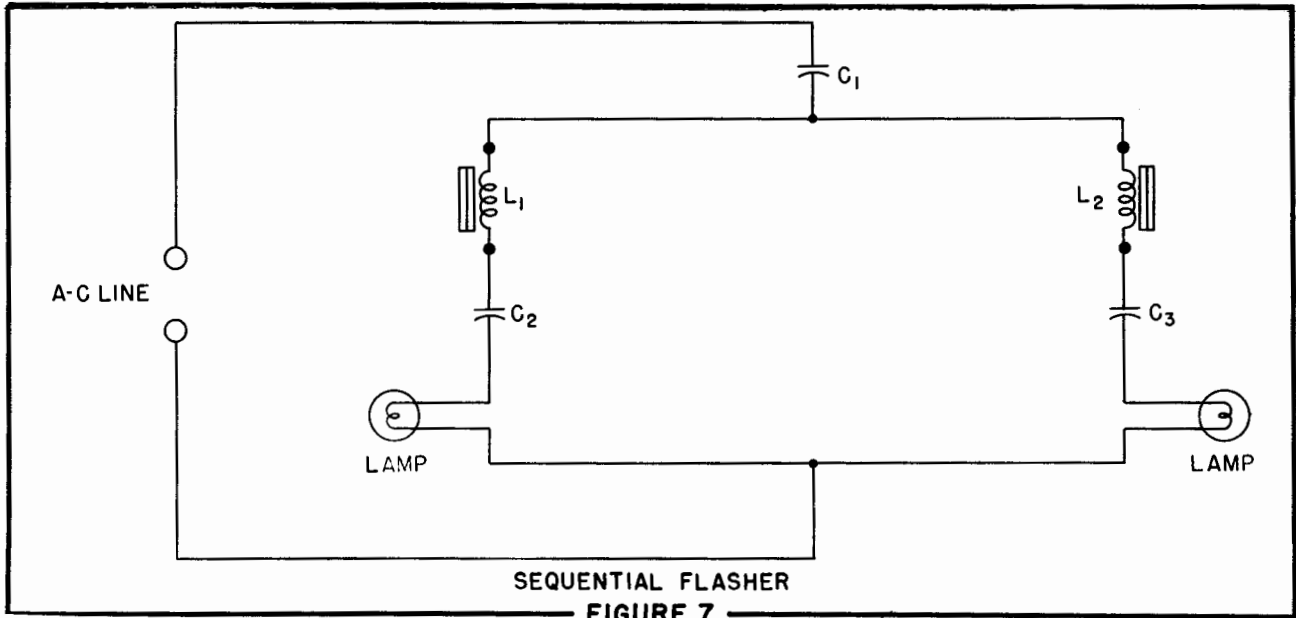 C1
L1
L2
A-C LINE
C2
C3
LAMP
LAMP
SEQUENTIAL FLASHER
FIGURE 7